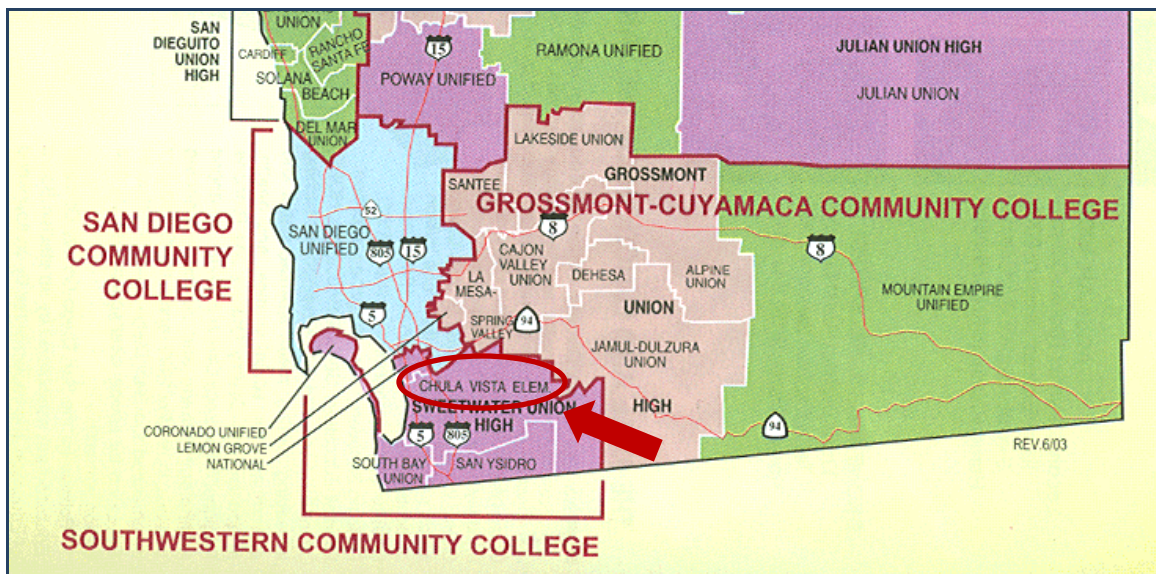 UNION
SAN
DIEGUITO
UNION
HIGH
CARDIFF
RANCHO
SANTA FE
SOLANA
BEACH
DEL MAR
UNION
15
POWAY UNIFIED
RAMONA UNIFIED
JULIAN UNION HIGH
JULIAN UNION
LAKESIDE UNION
SANTEE
GROSSMONT
GROSSMONT-CUYAMACA COMMUNITY COLLEGE
SAN DIEGO
COMMUNITY
COLLEGE
52
SAN DIEGO
UNIFIED
805
15
5
8
8
LA
MESA-
SPRING
VALLEY
CAJON
VALLEY
UNION
DEHESA
ALPINE
UNION
UNION
94
JAMUL-DULZURA
UNION
HIGH
MOUNTAIN EMPIRE
UNIFIED
94
CHULA VISTA ELEM.
SWEETWATER UNION
HIGH
5
805
SOUTH BAY
UNION
SAN YSIDRO
CORONADO UNIFIED
LEMON GROVE
NATIONAL
REV.6/03
SOUTHWESTERN COMMUNITY COLLEGE